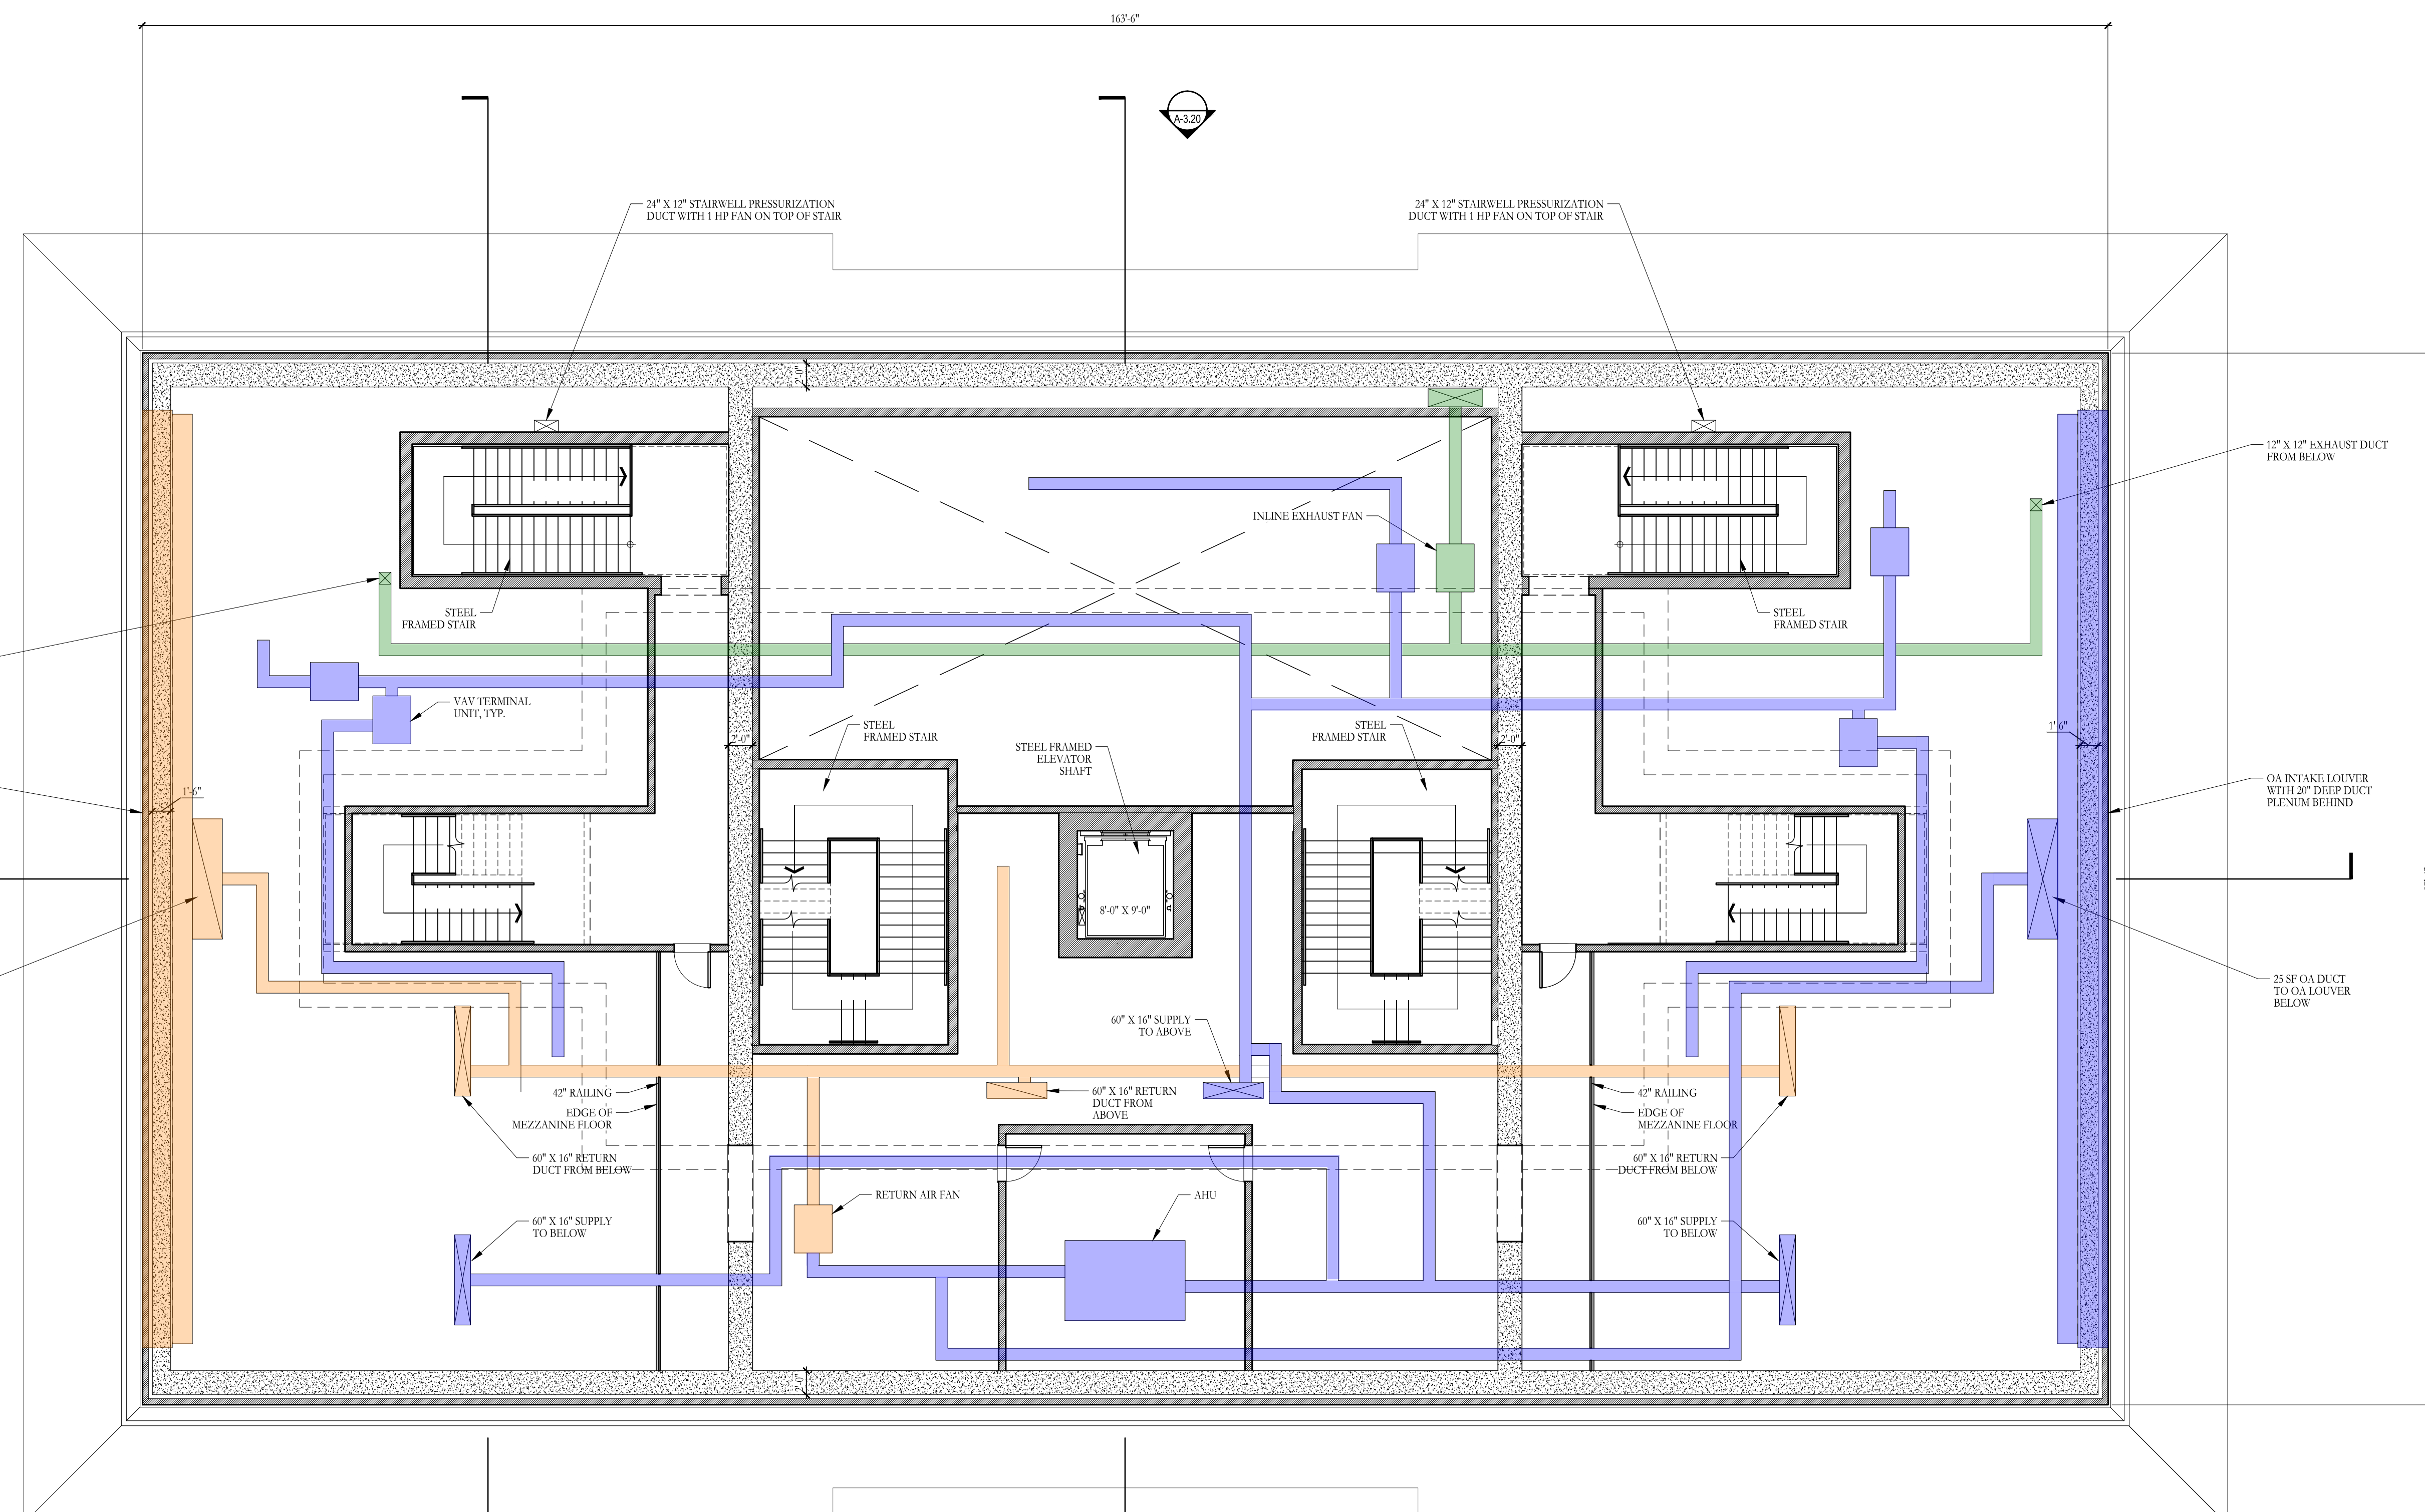 163'-6"
A-3.20
24" X 12" STAIRWELL PRESSURIZATION
DUCT WITH 1 HP FAN ON TOP OF STAIR
24" X 12" STAIRWELL PRESSURIZATION
DUCT WITH 1 HP FAN ON TOP OF STAIR
2'-0"
12" X 12" EXHAUST DUCT
FROM BELOW
INLINE EXHAUST FAN
STEEL
FRAMED STAIR
STEEL
FRAMED STAIR
VAV TERMINAL
UNIT, TYP.
STEEL
FRAMED STAIR
STEEL
FRAMED STAIR
2'-0"
2'-0"
1'-6"
STEEL FRAMED
ELEVATOR
SHAFT
OA INTAKE LOUVER
WITH 20" DEEP DUCT
PLENUM BEHIND
1'-6"
8'-0" X 9'-0"
25 SF OA DUCT
TO OA LOUVER
BELOW
60" X 16" SUPPLY
TO ABOVE
42" RAILING
EDGE OF
MEZZANINE FLOOR
60" X 16" RETURN
DUCT FROM
ABOVE
42" RAILING
EDGE OF
MEZZANINE FLOOR
60" X 16" RETURN
DUCT FROM BELOW
60" X 16" RETURN
DUCT FROM BELOW
RETURN AIR FAN
AHU
60" X 16" SUPPLY
TO BELOW
60" X 16" SUPPLY
TO BELOW
2'-0"